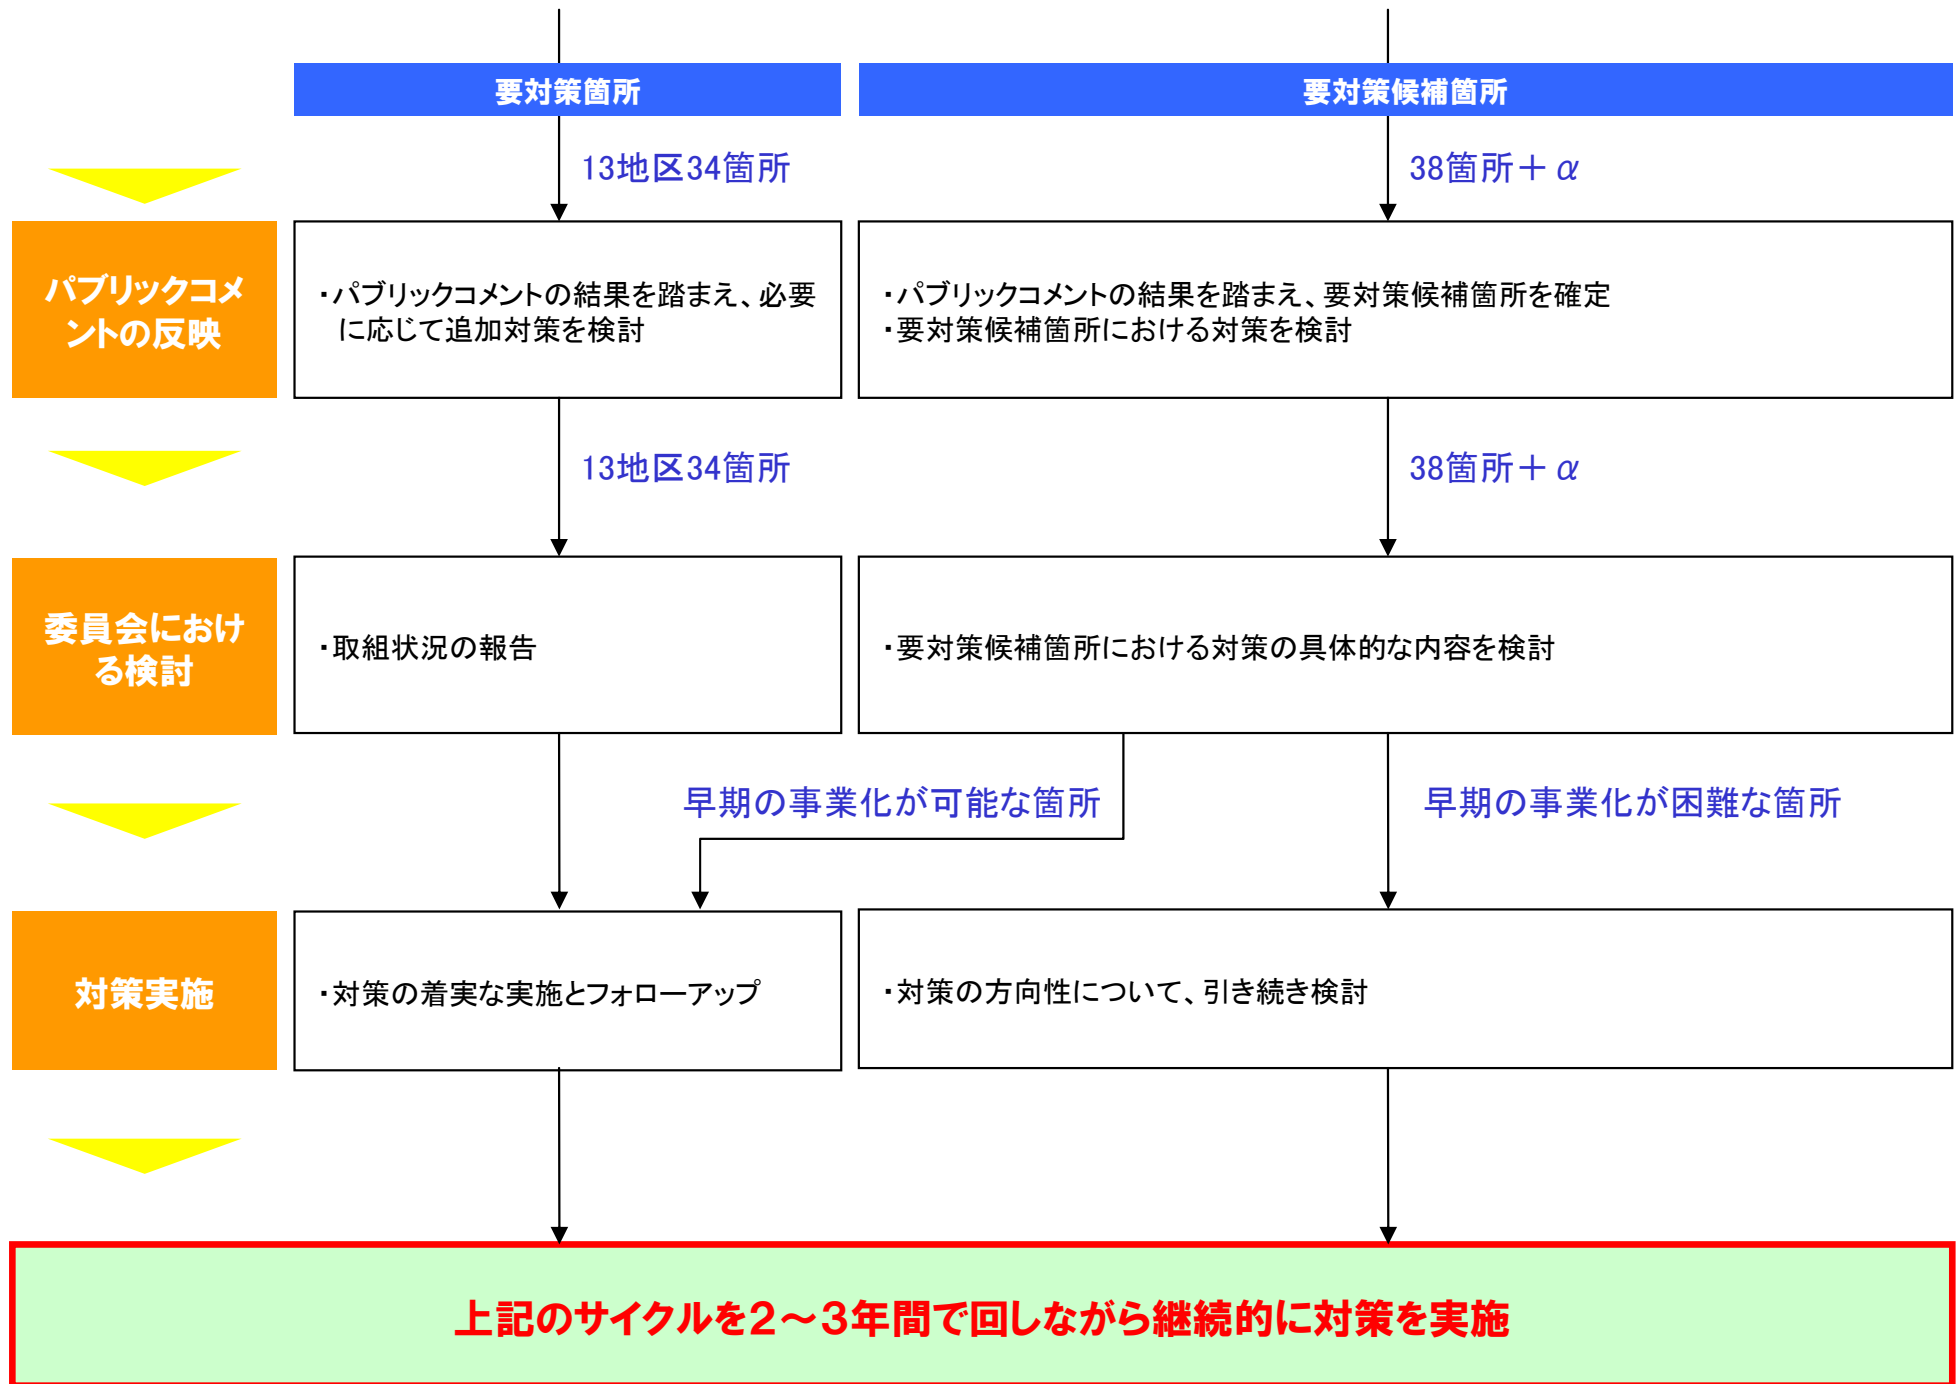 要対策箇所
要対策候補箇所
13地区34箇所
38箇所＋α
パブリックコメ
ントの反映
・パブリックコメントの結果を踏まえ、必要
に応じて追加対策を検討
・パブリックコメントの結果を踏まえ、要対策候補箇所を確定
・要対策候補箇所における対策を検討
13地区34箇所
38箇所＋α
委員会におけ
る検討
・取組状況の報告
・要対策候補箇所における対策の具体的な内容を検討
早期の事業化が可能な箇所
早期の事業化が困難な箇所
対策実施
・対策の着実な実施とフォローアップ
・対策の方向性について、引き続き検討
上記のサイクルを２～３年間で回しながら継続的に対策を実施